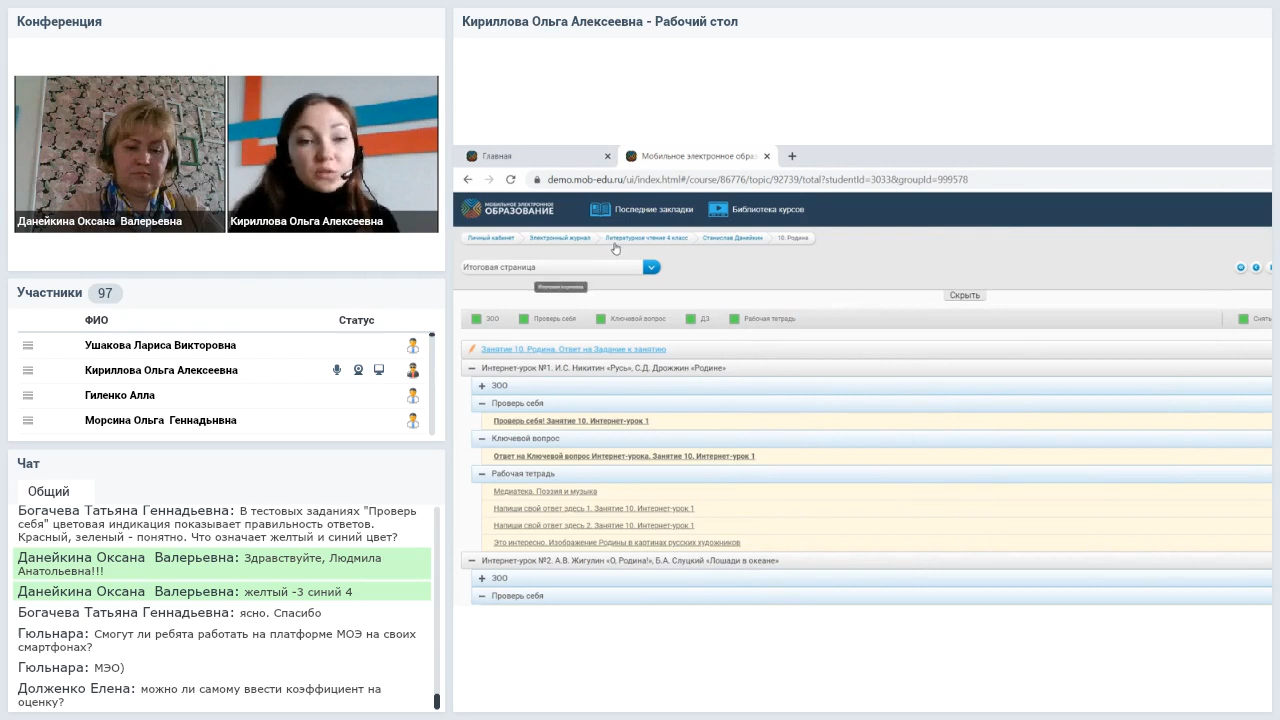 Конференция
Данейкина Оксана  Валерьевна
Кириллова Ольга Алексеевна
Участники 97
ФИО Статус
Ушакова Лариса Викторовна
Кириллова Ольга Алексеевна
Гиленко Алла
Морсина Ольга  Геннадьнвна
Чат
Общий
Богачева Татьяна Геннадьевна: В тестовых заданиях "Проверь
себя" цветовая индикация показывает правильность ответов.
Красный, зеленый - понятно. Что означает желтый и синий цвет?
Данейкина Оксана  Валерьевна: Здравствуйте, Людмила
Анатольевна!!!
Данейкина Оксана  Валерьевна: желтый -3 синий 4
Богачева Татьяна Геннадьевна: ясно. Спасибо
Гюльнара: Смогут ли ребята работать на платформе МОЭ на своих
смартфонах?
Гюльнара: МЭО)
Долженко Елена: можно ли самому ввести коэффициент на
оценку?
Кириллова Ольга Алексеевна - Рабочий стол
Главная
Мобильное электронное обра
demo.mob-edu.ru/ui/index.html#/course/86776/topic/92739/total?studentId=3033&groupId=999578
МОБИЛЬНОЕ ЭЛЕКТРОННОЕ
ОБРАЗОВАНИЕ
Последние закладки
Библиотека курсов
Личный кабинет Электронный журнал Литературное чтение 4 класс Станислав Данейкин 10. Родина
Итоговая страница
Скрыть
ЗОО Проверь себя Ключевой вопрос ДЗ Рабочая тетрадь Снять
Занятие 10. Родина. Ответ на Задание к занятию
Интернет-урок №1. И.С. Никитин «Русь», С.Д. Дрожжин «Родине»
ЗОО
Проверь себя
Проверь себя! Занятие 10. Интернет-урок 1
Ключевой вопрос
Ответ на Ключевой вопрос Интернет-урока. Занятие 10. Интернет-урок 1
Рабочая тетрадь
Медиатека. Поэзия и музыка
Напиши свой ответ здесь 1. Занятие 10. Интернет-урок 1
Напиши свой ответ здесь 2. Занятие 10. Интернет-урок 1
Это интересно. Изображение Родины в картинах русских художников
Интернет-урок №2. А.В. Жигулин «О, Родина!», Б.А. Слуцкий «Лошади в океане»
ЗОО
Проверь себя